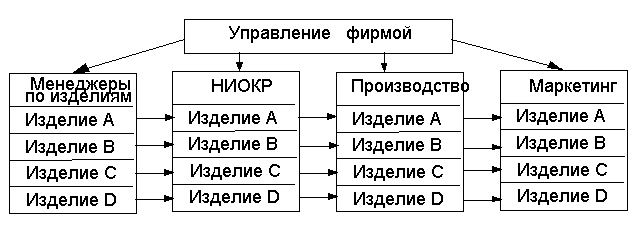 Управление фирмой
Менеджеры
по изделиям
Изделие A
Изделие B
Изделие C
Изделие D
НИОКР
Изделие A
Изделие B
Изделие C
Изделие D
Производство
Изделие A
Изделие B
Изделие C
Изделие D
Маркетинг
Изделие A
Изделие B
Изделие C
Изделие D